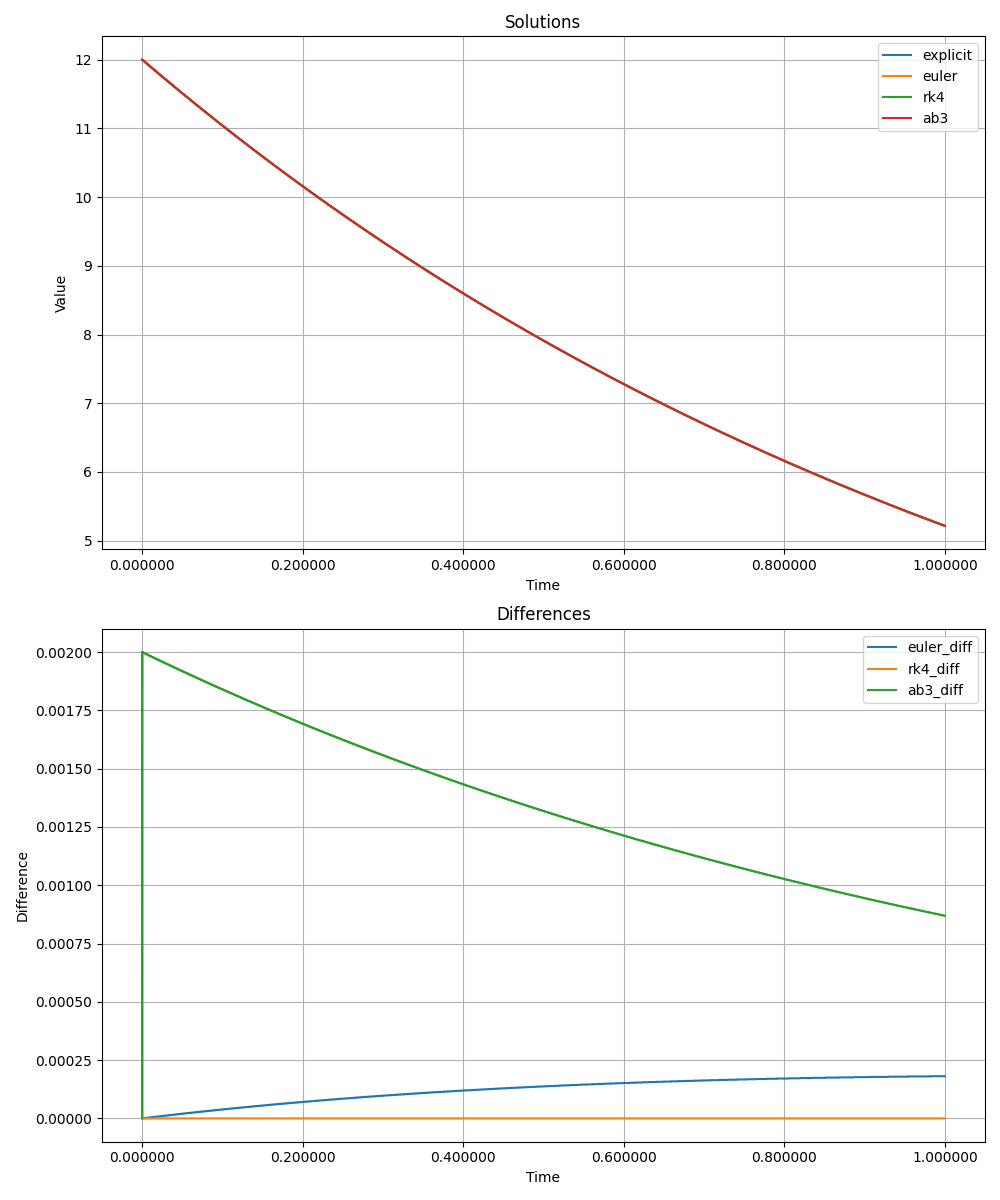 Solutions
explicit
euler
rk4
ab3
12
11
10
9
8
7
6
5
Value
0.000000 0.200000 0.400000 0.600000 0.800000 1.000000
Time
Differences
euler_diff
rk4_diff
ab3_diff
0.00200
0.00175
0.00150
0.00125
0.00100
0.00075
0.00050
0.00025
0.00000
Difference
0.000000 0.200000 0.400000 0.600000 0.800000 1.000000
Time